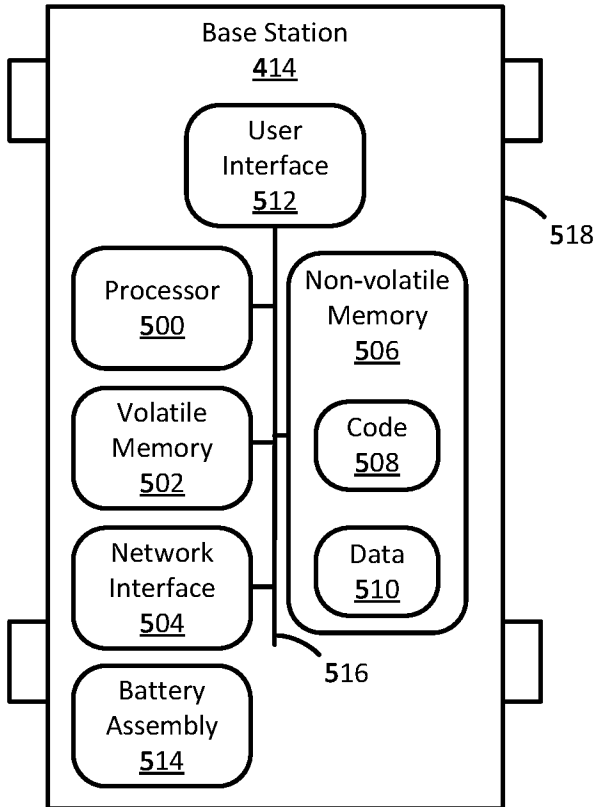 Base Station
414
User
Interface
512
518
Processor
500
Non-volatile
Memory
506
Volatile
Memory
502
Code
508
Network
Interface
504
Data
510
516
Battery
Assembly
514